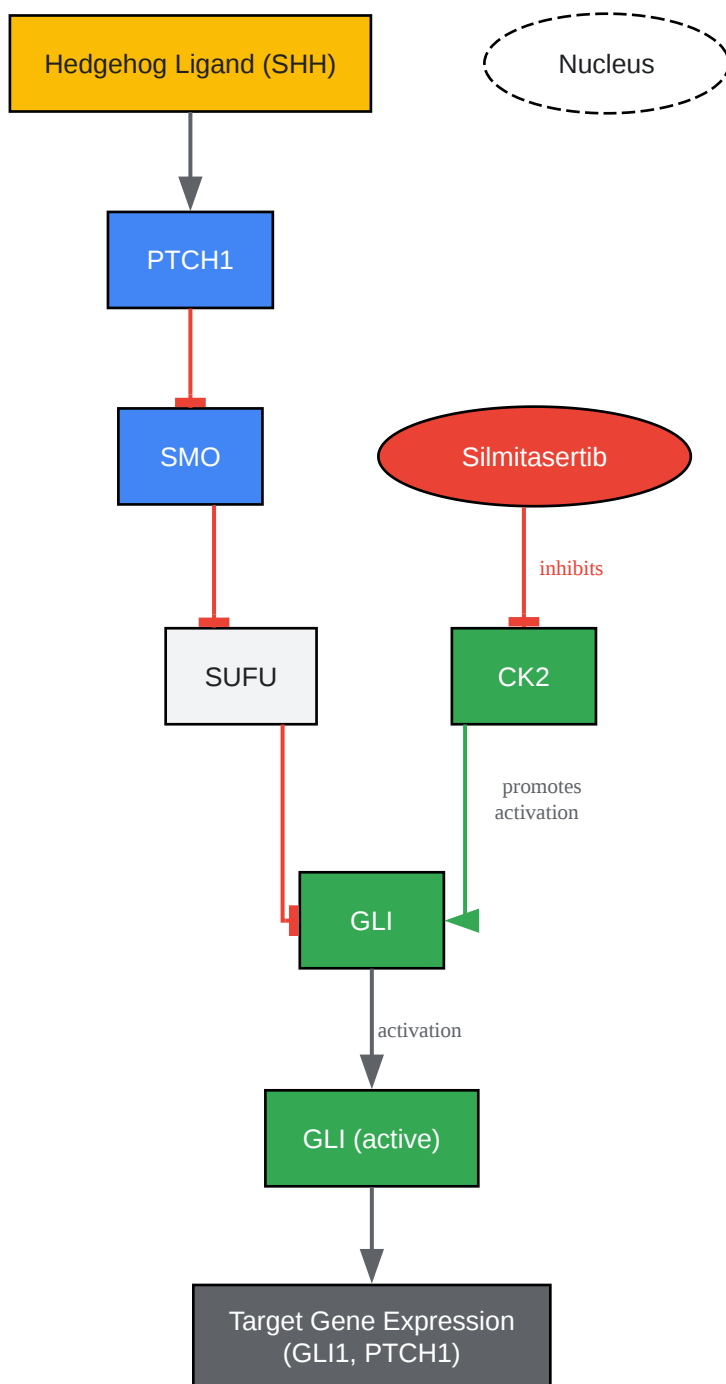 Hedgehog Ligand (SHH)
Nucleus
PTCH1
SMO
Silmitasertib
inhibits
SUFU
CK2
promotes
activation
GLI
activation
GLI (active)
Target Gene Expression
(GLI1, PTCH1)